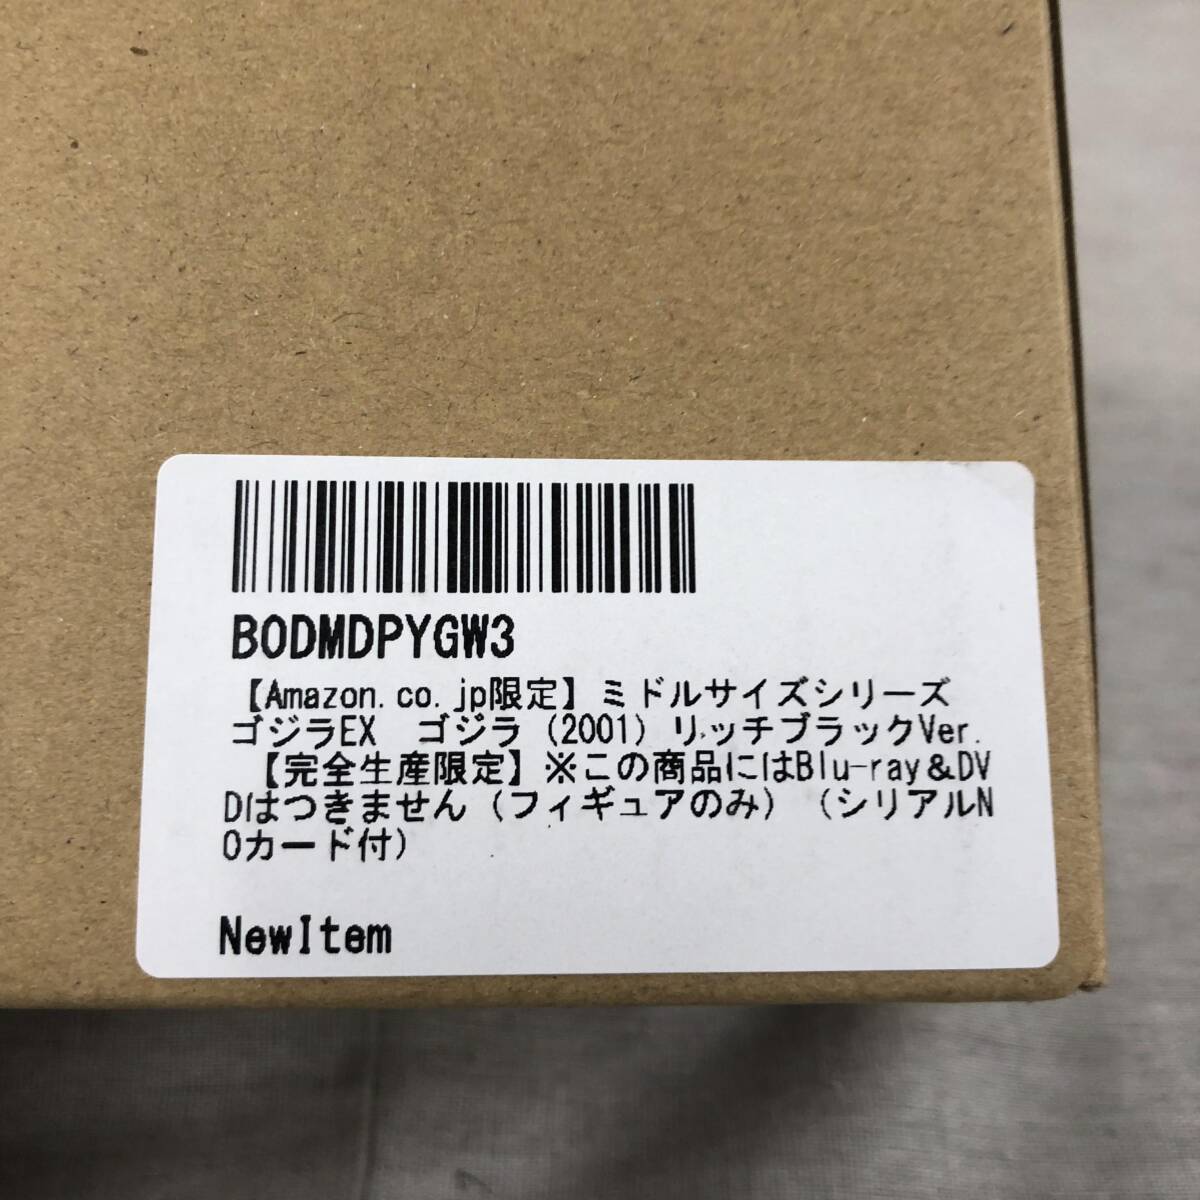 B0DMDPYGW3
【Amazon.co.jp限定】ミドルサイズシリーズ
ゴジラEX　ゴジラ（2001）リッチブラックVer.
【完全生産限定】※この商品にはBlu-ray＆DV
Dはつきません（フィギュアのみ）（シリアルN
Oカード付）
NewItem